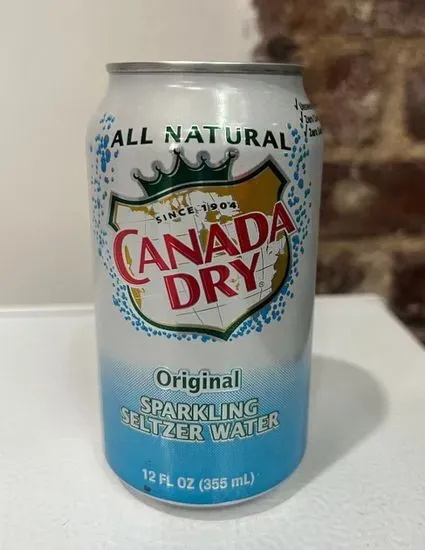 ALL NATURAL
SINCE 1904
CANADA
DRY
Original
SPARKLING
SELTZER WATER
12 FL OZ (355 mL)